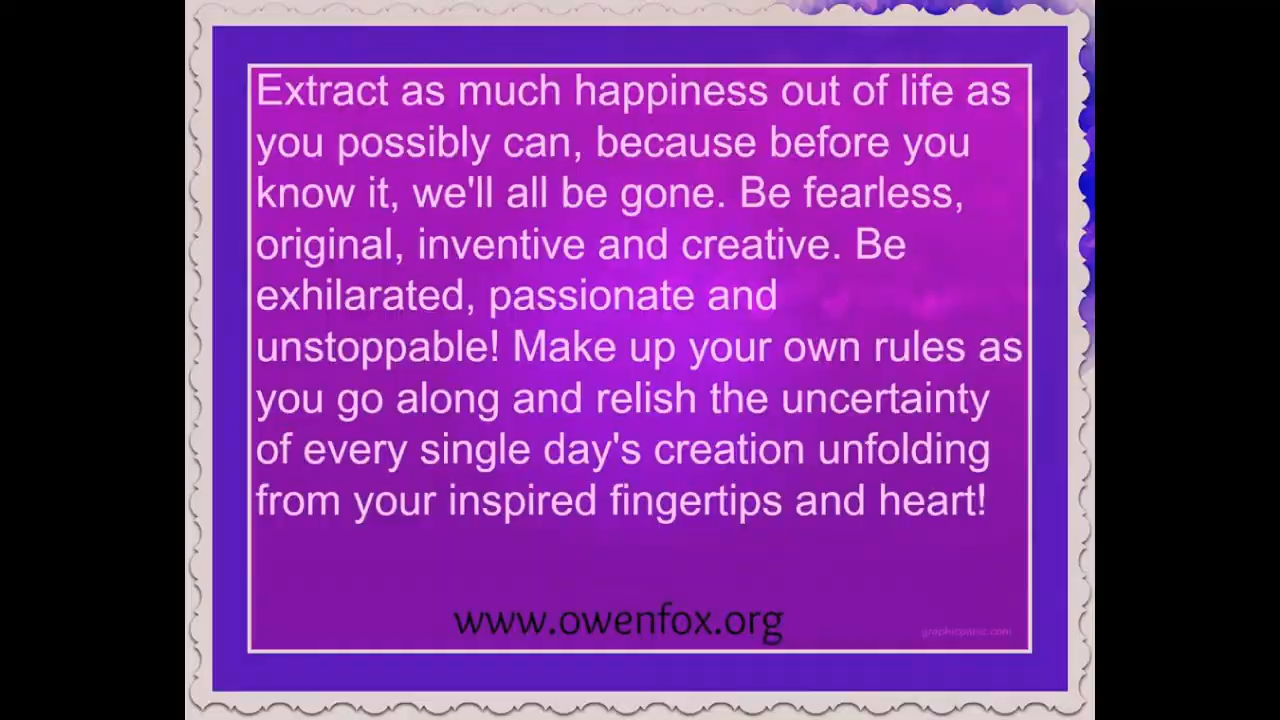 Extract as much happiness out of life as
you possibly can, because before you
know it, we'll all be gone. Be fearless,
original, inventive and creative. Be
exhilarated, passionate and
unstoppable! Make up your own rules as
you go along and relish the uncertainty
of every single day's creation unfolding
from your inspired fingertips and heart!
www.owenfox.org